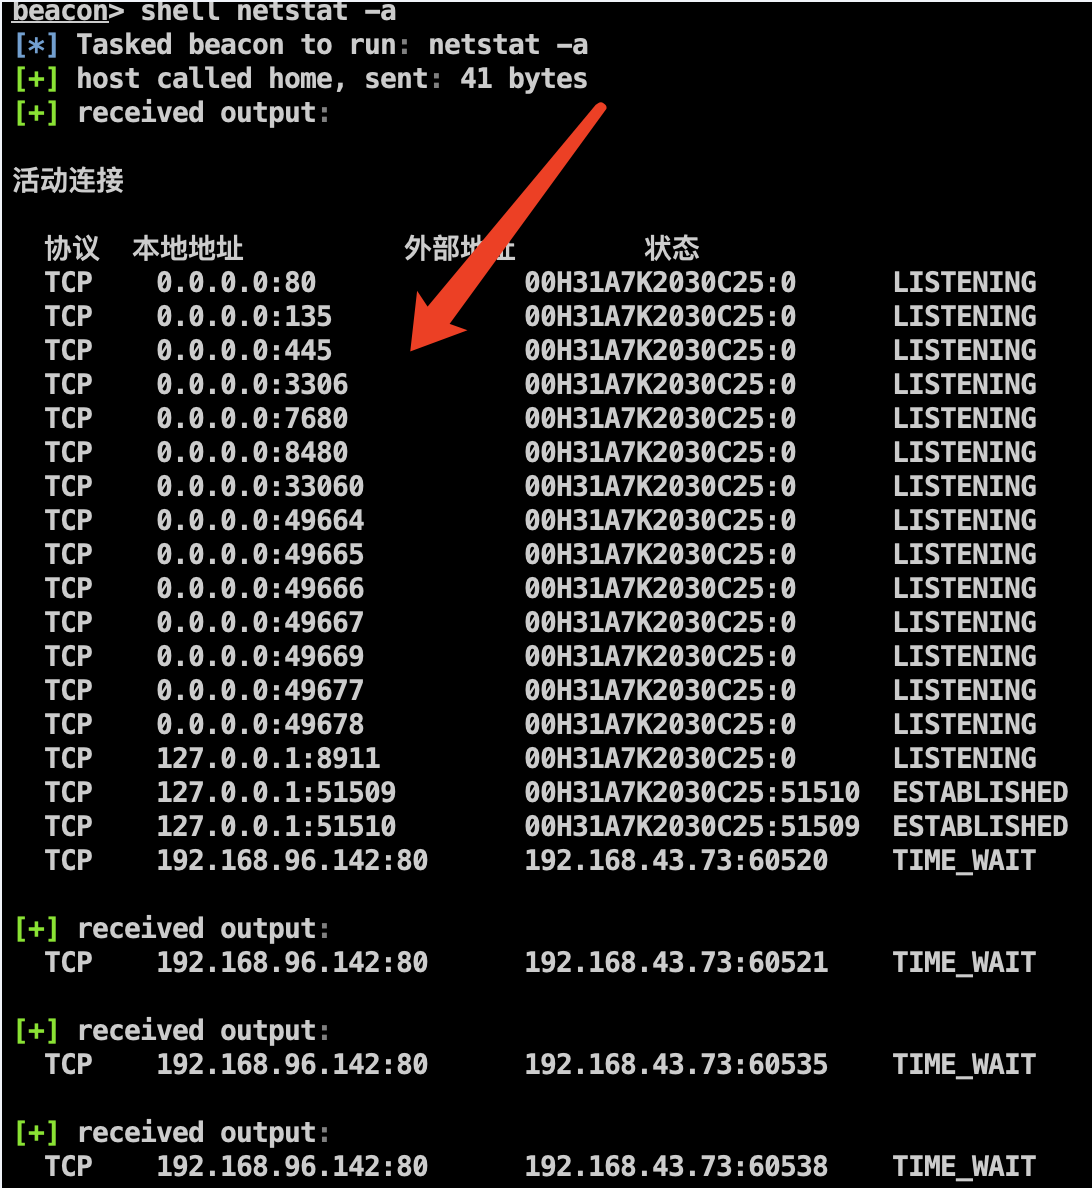 beacon> shell netstat -a
[*] Tasked beacon to run: netstat -a
[+] host called home, sent: 41 bytes
[+] received output:
活动连接
协议 本地地址 外部地址 状态
TCP 0.0.0.0:80 00H31A7K2030C25:0 LISTENING
TCP 0.0.0.0:135 00H31A7K2030C25:0 LISTENING
TCP 0.0.0.0:445 00H31A7K2030C25:0 LISTENING
TCP 0.0.0.0:3306 00H31A7K2030C25:0 LISTENING
TCP 0.0.0.0:7680 00H31A7K2030C25:0 LISTENING
TCP 0.0.0.0:8480 00H31A7K2030C25:0 LISTENING
TCP 0.0.0.0:33060 00H31A7K2030C25:0 LISTENING
TCP 0.0.0.0:49664 00H31A7K2030C25:0 LISTENING
TCP 0.0.0.0:49665 00H31A7K2030C25:0 LISTENING
TCP 0.0.0.0:49666 00H31A7K2030C25:0 LISTENING
TCP 0.0.0.0:49667 00H31A7K2030C25:0 LISTENING
TCP 0.0.0.0:49669 00H31A7K2030C25:0 LISTENING
TCP 0.0.0.0:49677 00H31A7K2030C25:0 LISTENING
TCP 0.0.0.0:49678 00H31A7K2030C25:0 LISTENING
TCP 127.0.0.1:8911 00H31A7K2030C25:0 LISTENING
TCP 127.0.0.1:51509 00H31A7K2030C25:51510 ESTABLISHED
TCP 127.0.0.1:51510 00H31A7K2030C25:51509 ESTABLISHED
TCP 192.168.96.142:80 192.168.43.73:60520 TIME_WAIT
[+] received output:
TCP 192.168.96.142:80 192.168.43.73:60521 TIME_WAIT
[+] received output:
TCP 192.168.96.142:80 192.168.43.73:60535 TIME_WAIT
[+] received output:
TCP 192.168.96.142:80 192.168.43.73:60538 TIME_WAIT